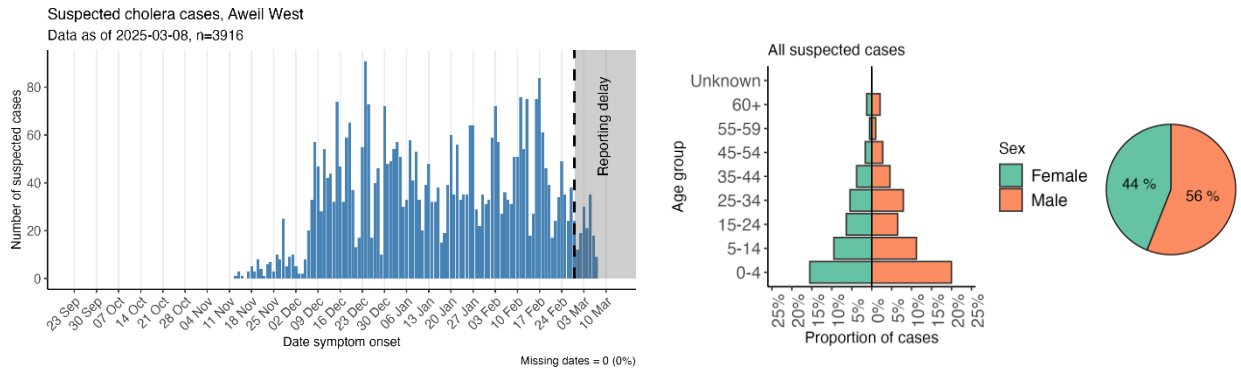 Suspected cholera cases, Aweil West
Data as of 2025-03-08, n=3916
Number of suspected cases
80
60
40
20
0
Reporting delay
23 Sep
30 Sep
07 Oct
14 Oct
21 Oct
28 Oct
04 Nov
11 Nov
18 Nov
25 Nov
02 Dec
09 Dec
16 Dec
23 Dec
30 Dec
06 Jan
13 Jan
20 Jan
27 Jan
03 Feb
10 Feb
17 Feb
24 Feb
03 Mar
10 Mar
Date symptom onset
Missing dates = 0 (0%)
All suspected cases
Age group
Unknown
60+
55-59
45-54
35-44
25-34
15-24
5-14
0-4
25%
20%
15%
10%
5%
0%
5%
10%
15%
20%
25%
Proportion of cases
Sex
Female
Male
44 %
56 %